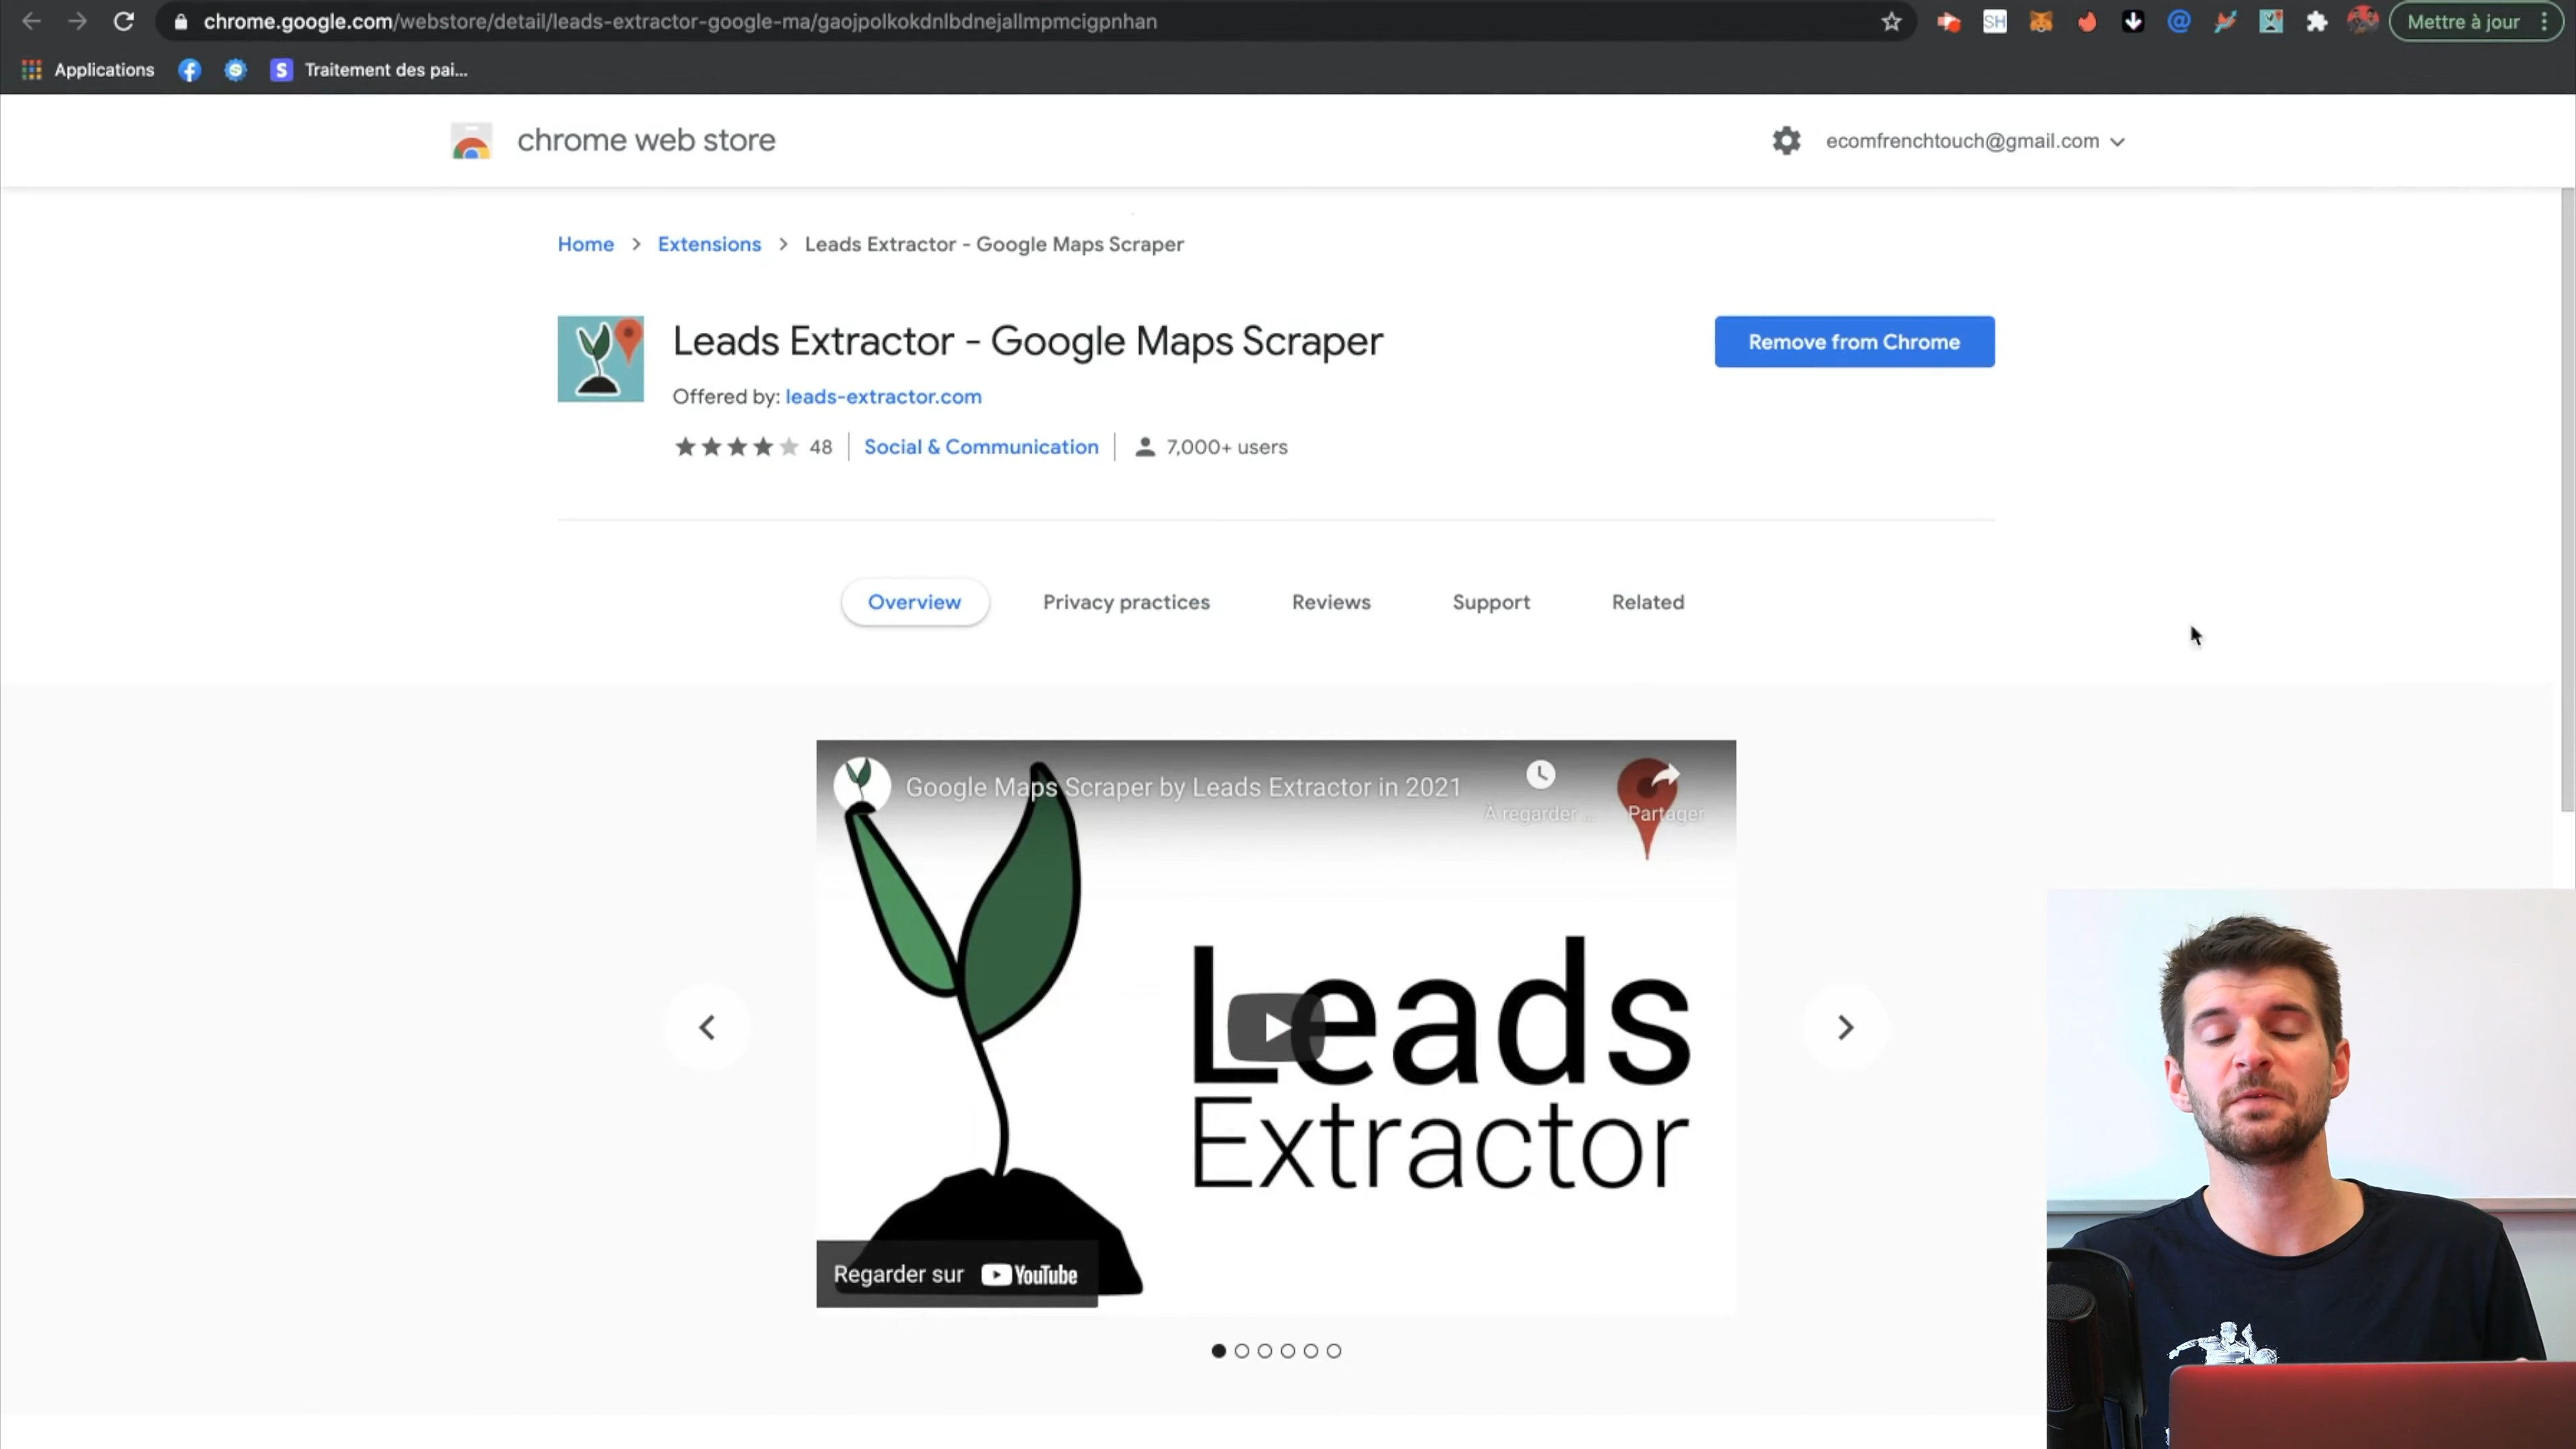 chrome.google.com/webstore/detail/leads-extractor-google-ma/gaojpolkokdnlbdnejallmpmcigpnhan
SH
Mettre à jour
Applications
S Traitement des pai...
chrome web store
ecomfrenchtouch@gmail.com
Home > Extensions > Leads Extractor - Google Maps Scraper
Leads Extractor - Google Maps Scraper
Remove from Chrome
Offered by: leads-extractor.com
48 Social & Communication 7,000+ users
Overview Privacy practices Reviews Support Related
Google Maps Scraper by Leads Extractor in 2021
À regarder ... Partager
Leads
Extractor
Regarder sur YouTube